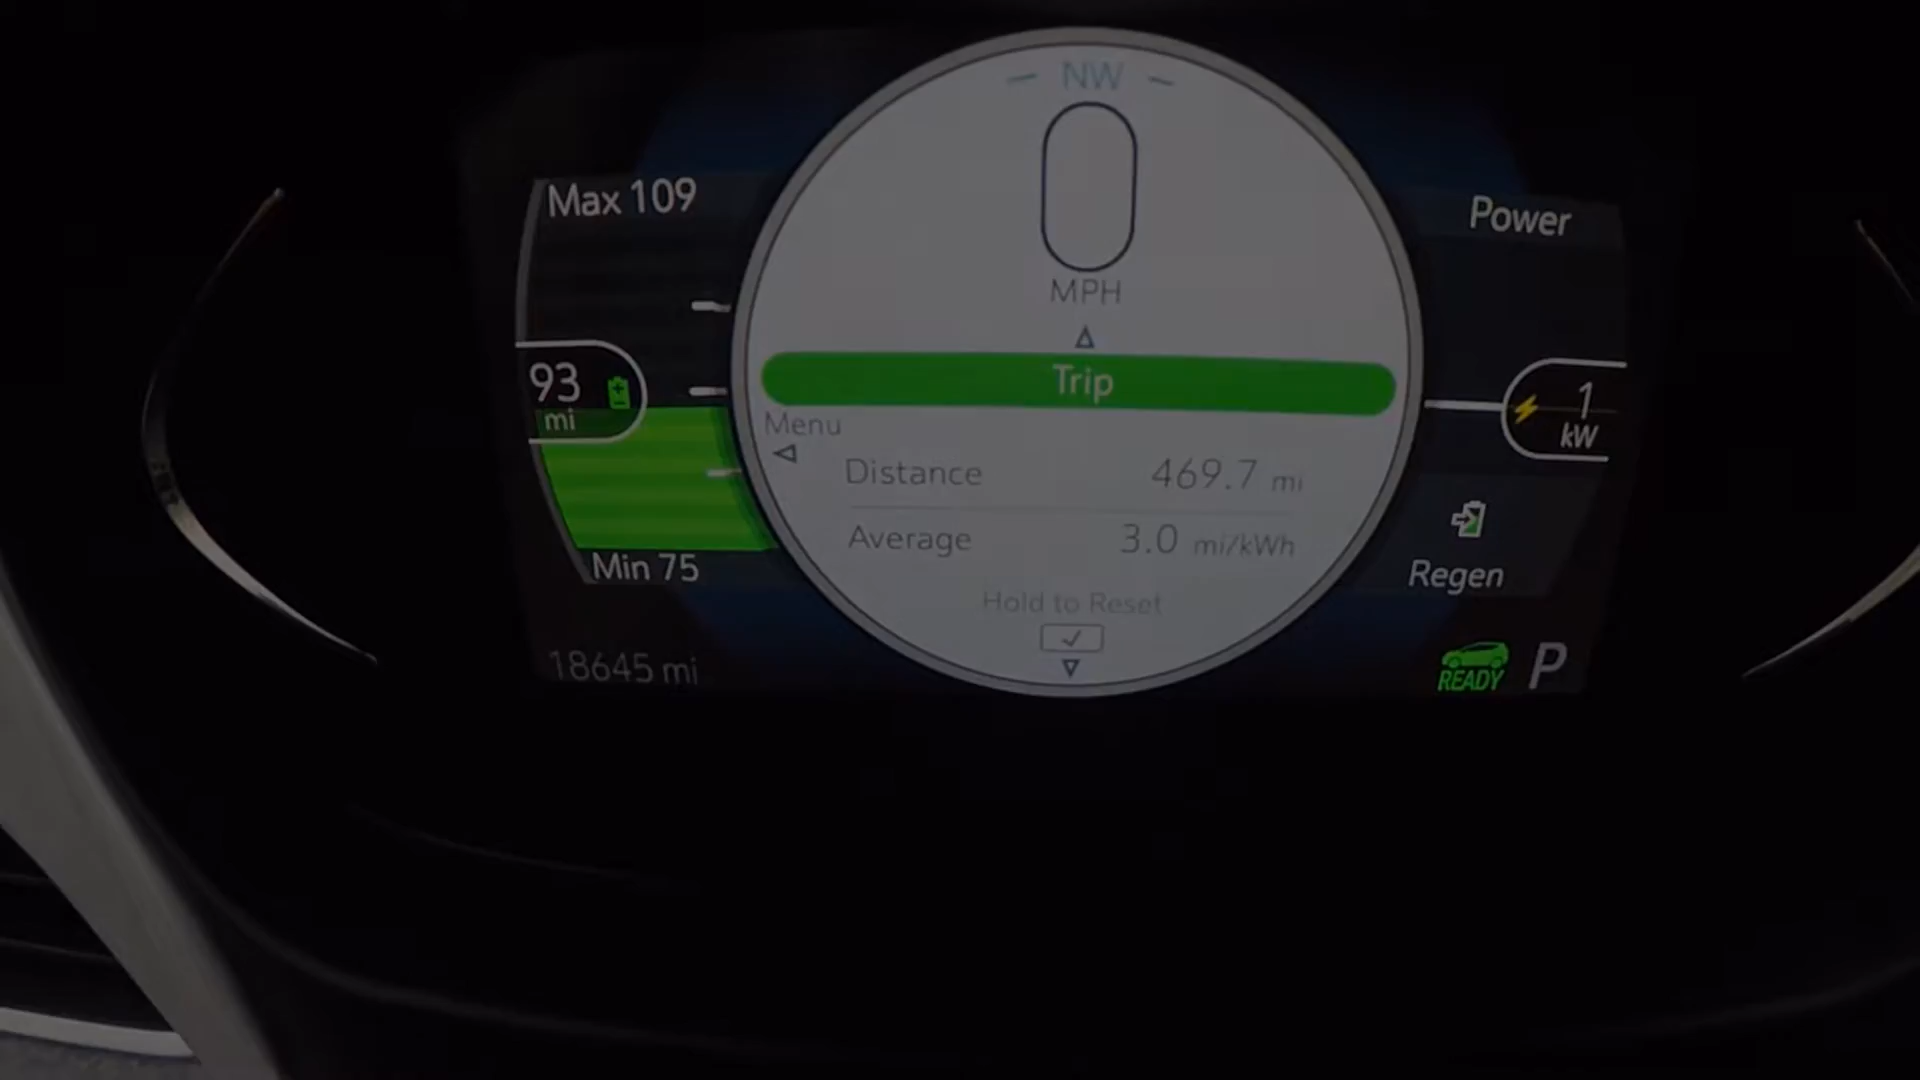 NW
0
MPH
Max 109
93
mi
Min 75
18645 mi
Trip
Menu
Distance 469.7 mi
Average 3.0 mi/kWh
Hold to Reset
Power
1
kW
Regen
READY P